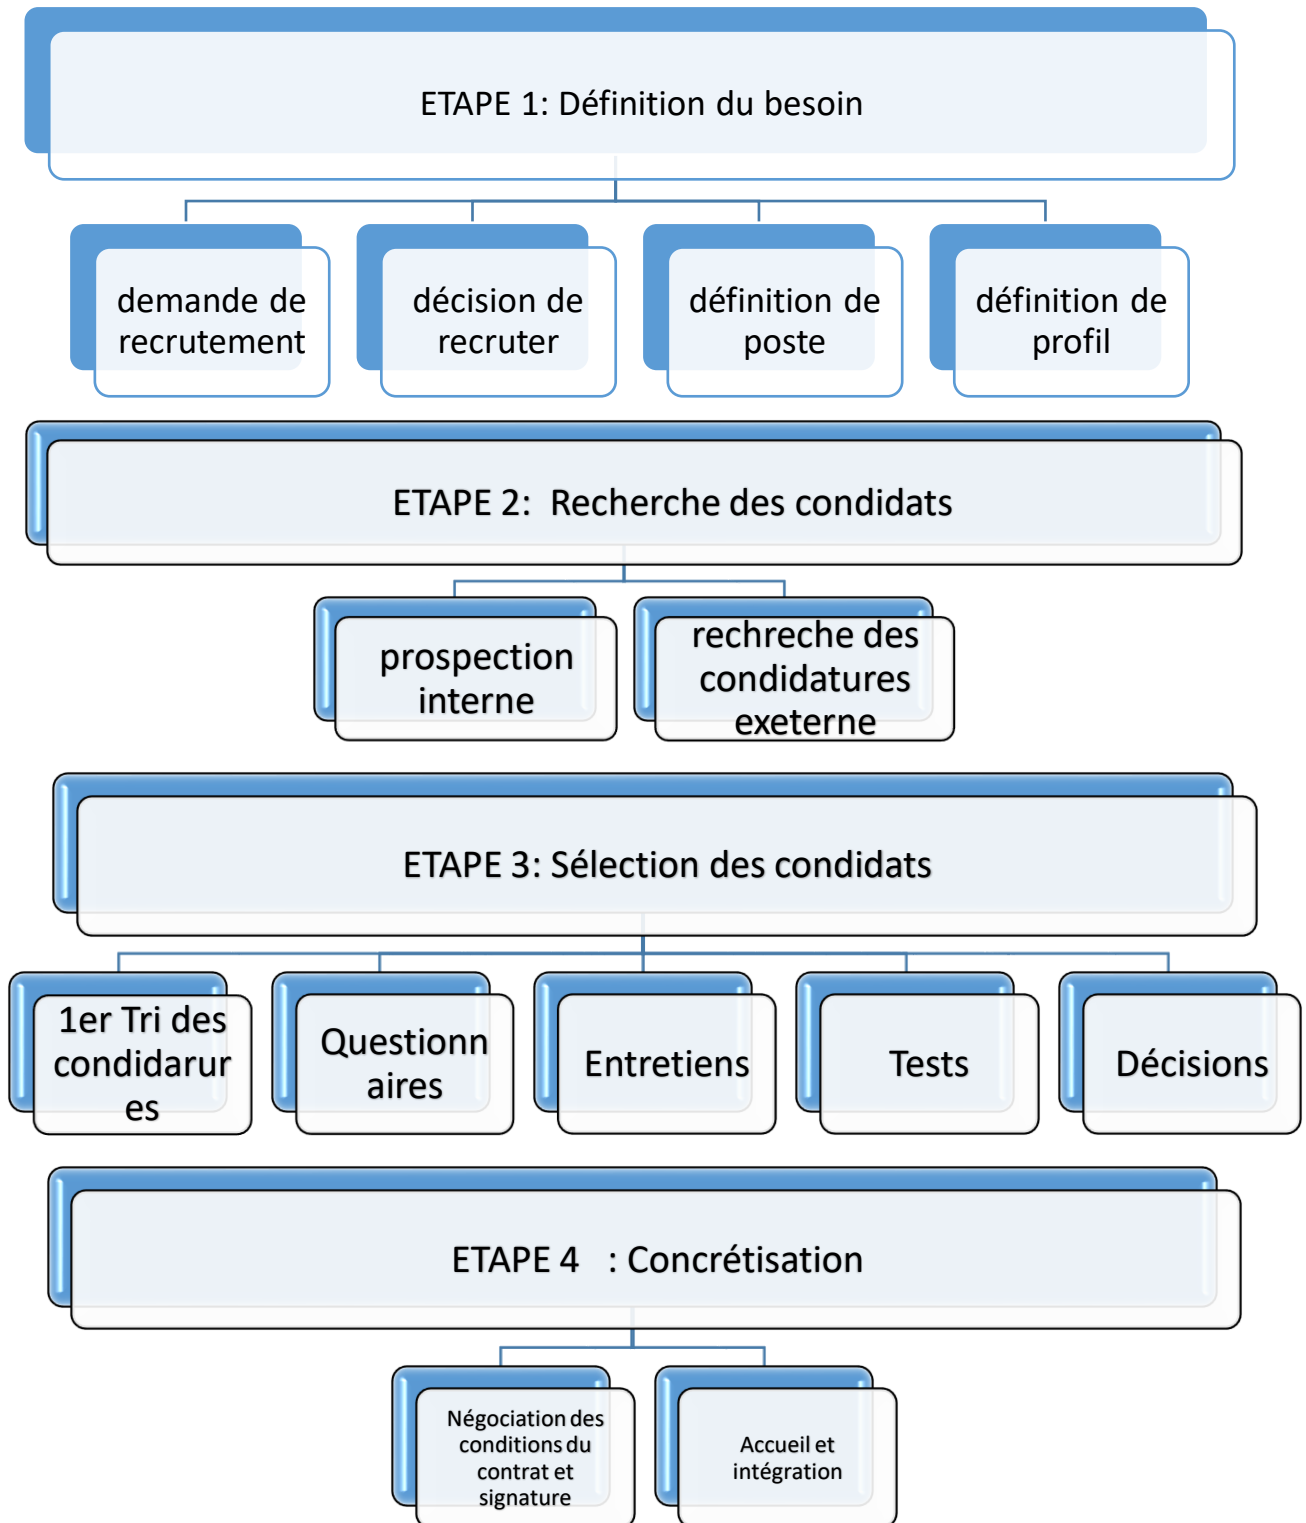 ETAPE 1: Définition du besoin
demande de
recrutement
décision de
recruter
définition de
poste
définition de
profil
ETAPE 2:  Recherche des condidats
prospection
interne
rechreche des
condidatures
exeterne
ETAPE 3: Sélection des condidats
1er Tri des
condidarur
es
Questionn
aires
Entretiens
Tests
Décisions
ETAPE 4   : Concrétisation
Négociation des
conditions du
contrat et
signature
Accueil et
intégration